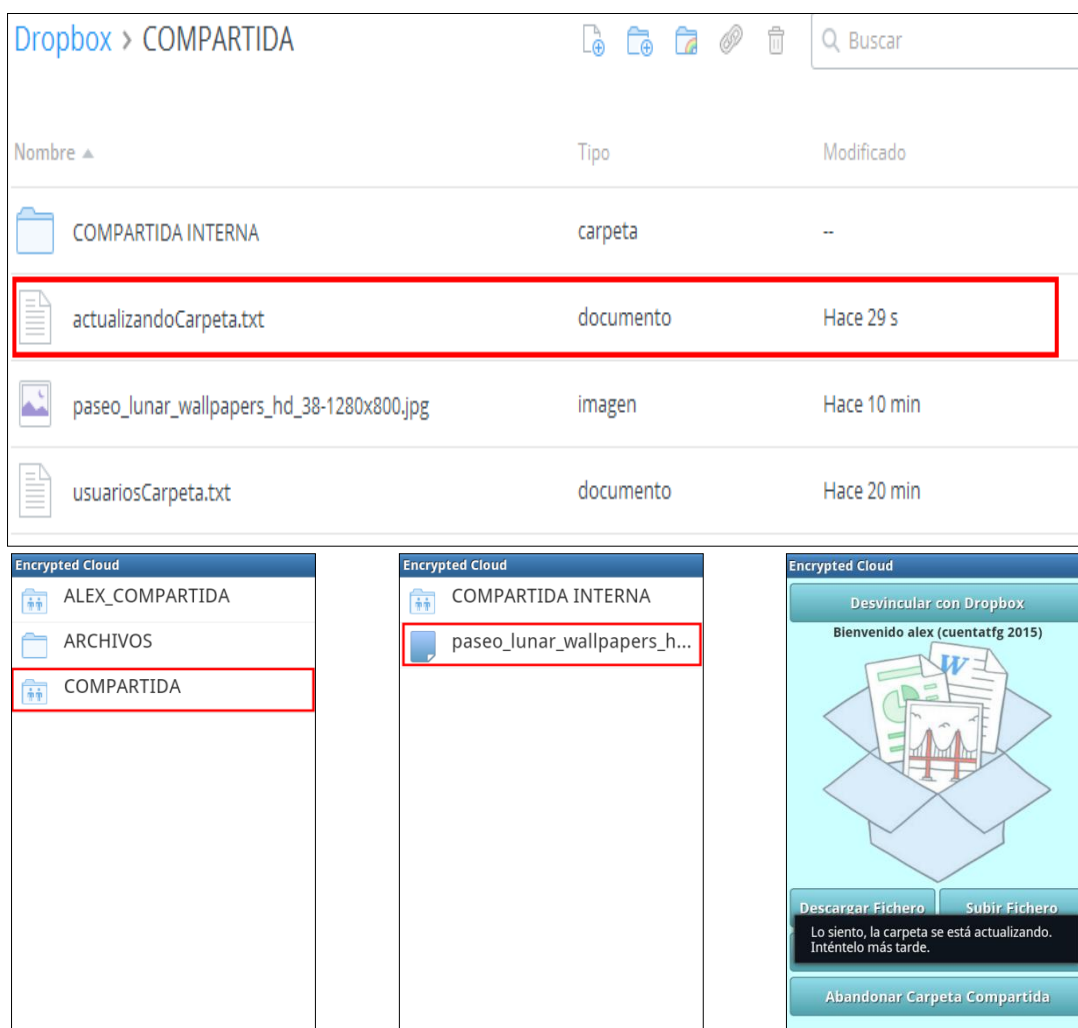 Dropbox > COMPARTIDA
Buscar
Nombre Tipo Modificado
COMPARTIDA INTERNA carpeta --
actualizandoCarpeta.txt documento Hace 29 s
paseo_lunar_wallpapers_hd_38-1280x800.jpg imagen Hace 10 min
usuariosCarpeta.txt documento Hace 20 min
Encrypted Cloud
ALEX_COMPARTIDA
ARCHIVOS
COMPARTIDA
Encrypted Cloud
COMPARTIDA INTERNA
paseo_lunar_wallpapers_h...
Encrypted Cloud
Desvincular con Dropbox
Bienvenido alex (cuentatfg 2015)
W
Descargar Fichero Subir Fichero
Lo siento, la carpeta se está actualizando.
Inténtelo más tarde.
Abandonar Carpeta Compartida